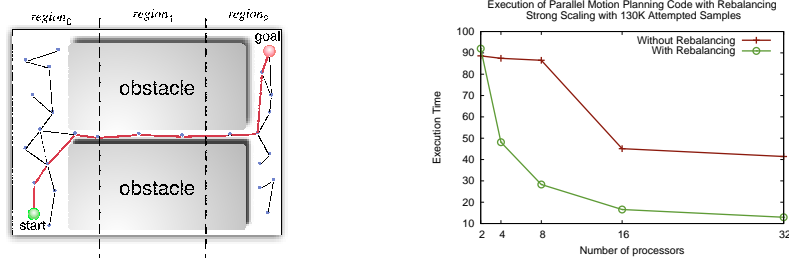 region0 region1 region2
goal
obstacle
obstacle
start
Execution of Parallel Motion Planning Code with Rebalancing
Strong Scaling with 130K Attempted Samples
Without Rebalancing
With Rebalancing
100
90
80
70
60
50
40
30
20
10
Execution Time
2 4 8 16 32
Number of processors